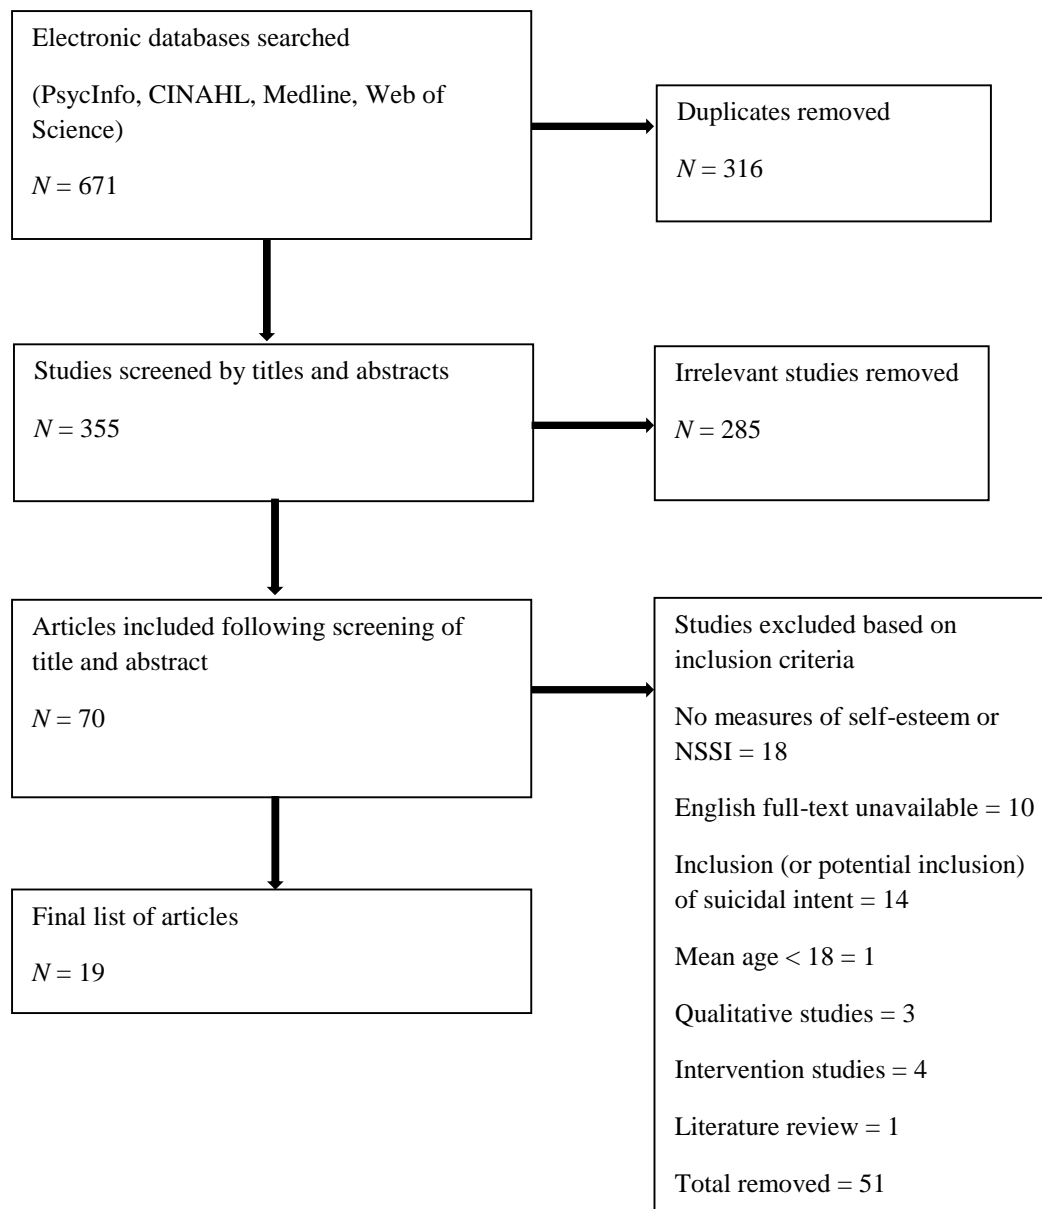 Electronic databases searched
(PsycInfo, CINAHL, Medline, Web of
Science)
N = 671
Duplicates removed
N = 316
Studies screened by titles and abstracts
N = 355
Irrelevant studies removed
N = 285
Articles included following screening of
title and abstract
N = 70
Studies excluded based on
inclusion criteria
No measures of self-esteem or
NSSI = 18
English full-text unavailable = 10
Inclusion (or potential inclusion)
of suicidal intent = 14
Mean age < 18 = 1
Qualitative studies = 3
Intervention studies = 4
Literature review = 1
Total removed = 51
Final list of articles
N = 19